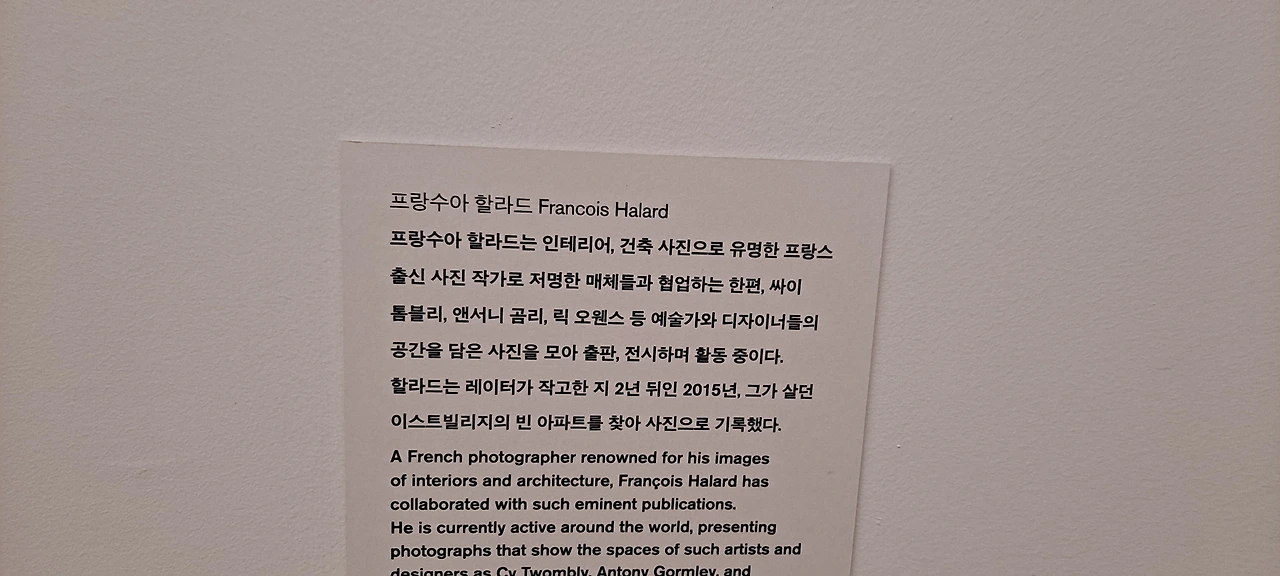 프랑수아 할라드 Francois Halard
프랑수아 할라드는 인테리어, 건축 사진으로 유명한 프랑스
출신 사진 작가로 저명한 매체들과 협업하는 한편, 싸이
톰블리, 앤서니 곰리, 릭 오웬스 등 예술가와 디자이너들의
공간을 담은 사진을 모아 출판, 전시하며 활동 중이다.
할라드는 레이터가 작고한 지 2년 뒤인 2015년, 그가 살던
이스트빌리지의 빈 아파트를 찾아 사진으로 기록했다.
A French photographer renowned for his images
of interiors and architecture, François Halard has
collaborated with such eminent publications.
He is currently active around the world, presenting
photographs that show the spaces of such artists and
designers as Cy Twombly, Antony Gormley, and